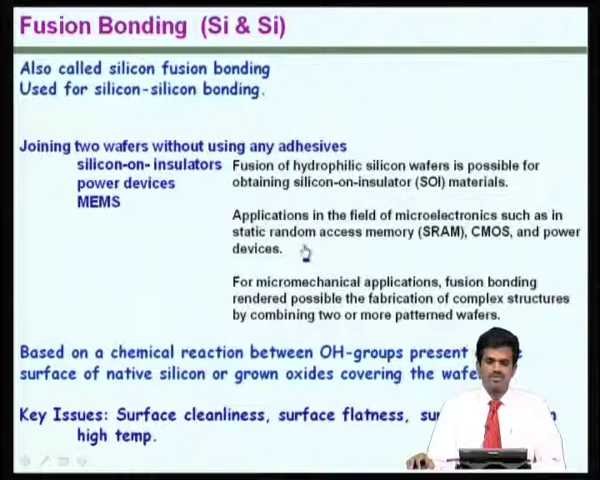 Fusion Bonding (Si & Si)
Also called silicon fusion bonding
Used for silicon-silicon bonding.
Joining two wafers without using any adhesives
silicon-on- insulators
power devices
MEMS
Fusion of hydrophilic silicon wafers is possible for
obtaining silicon-on-insulator (SOI) materials.
Applications in the field of microelectronics such as in
static random access memory (SRAM), CMOS, and power
devices.
For micromechanical applications, fusion bonding
rendered possible the fabrication of complex structures
by combining two or more patterned wafers.
Based on a chemical reaction between OH-groups present
surface of native silicon or grown oxides covering the
Key Issues: Surface cleanliness, surface flatness,
high temp.